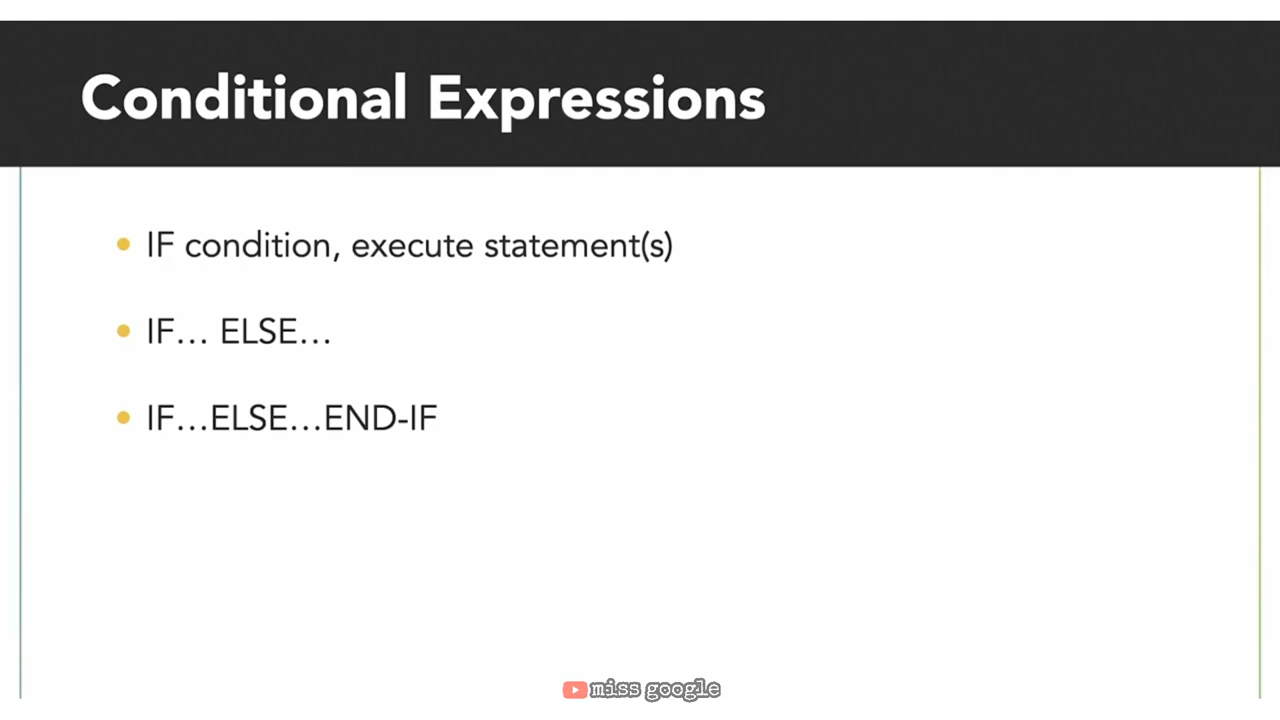 Conditional Expressions
• IF condition, execute statement(s)
• IF... ELSE...
• IF...ELSE...END-IF
miss google